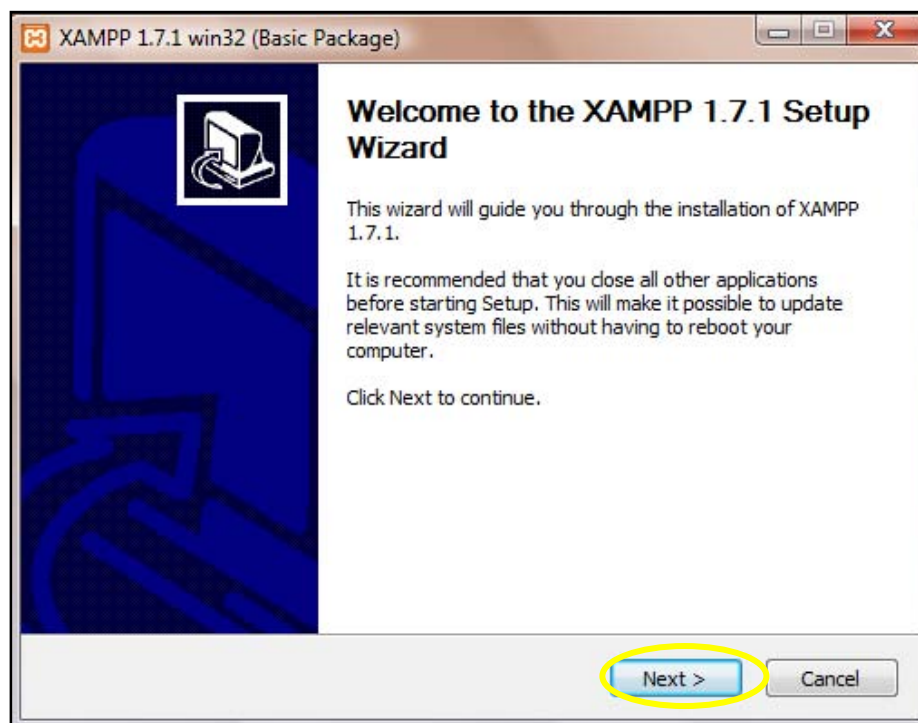 XAMPP 1.7.1 win32 (Basic Package)
Welcome to the XAMPP 1.7.1 Setup
Wizard
This wizard will guide you through the installation of XAMPP
1.7.1.
It is recommended that you close all other applications
before starting Setup. This will make it possible to update
relevant system files without having to reboot your
computer.
Click Next to continue.
Next >
Cancel